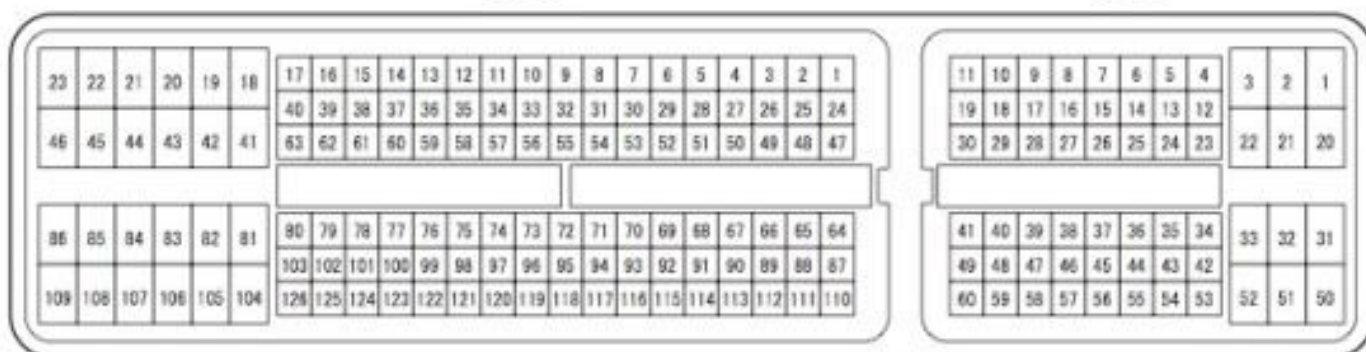 23 22 21 20 19 18 17 16 15 14 13 12 11 10 9 8 7 6 5 4 3 2 1
40 39 38 37 36 35 34 33 32 31 30 29 28 27 26 25 24
46 45 44 43 42 41 63 62 61 60 59 58 57 56 55 54 53 52 51 50 49 48 47
86 85 84 83 82 81 80 79 78 77 76 75 74 73 72 71 70 69 68 67 66 65 64
103 102 101 100 99 98 97 96 95 94 93 92 91 90 89 88 87
109 108 107 106 105 104 126 125 124 123 122 121 120 119 118 117 116 115 114 113 112 111 110
11 10 9 8 7 6 5 4 3 2 1
19 18 17 16 15 14 13 12
30 29 28 27 26 25 24 23 22 21 20
41 40 39 38 37 36 35 34 33 32 31
49 48 47 46 45 44 43 42
60 59 58 57 56 55 54 53 52 51 50